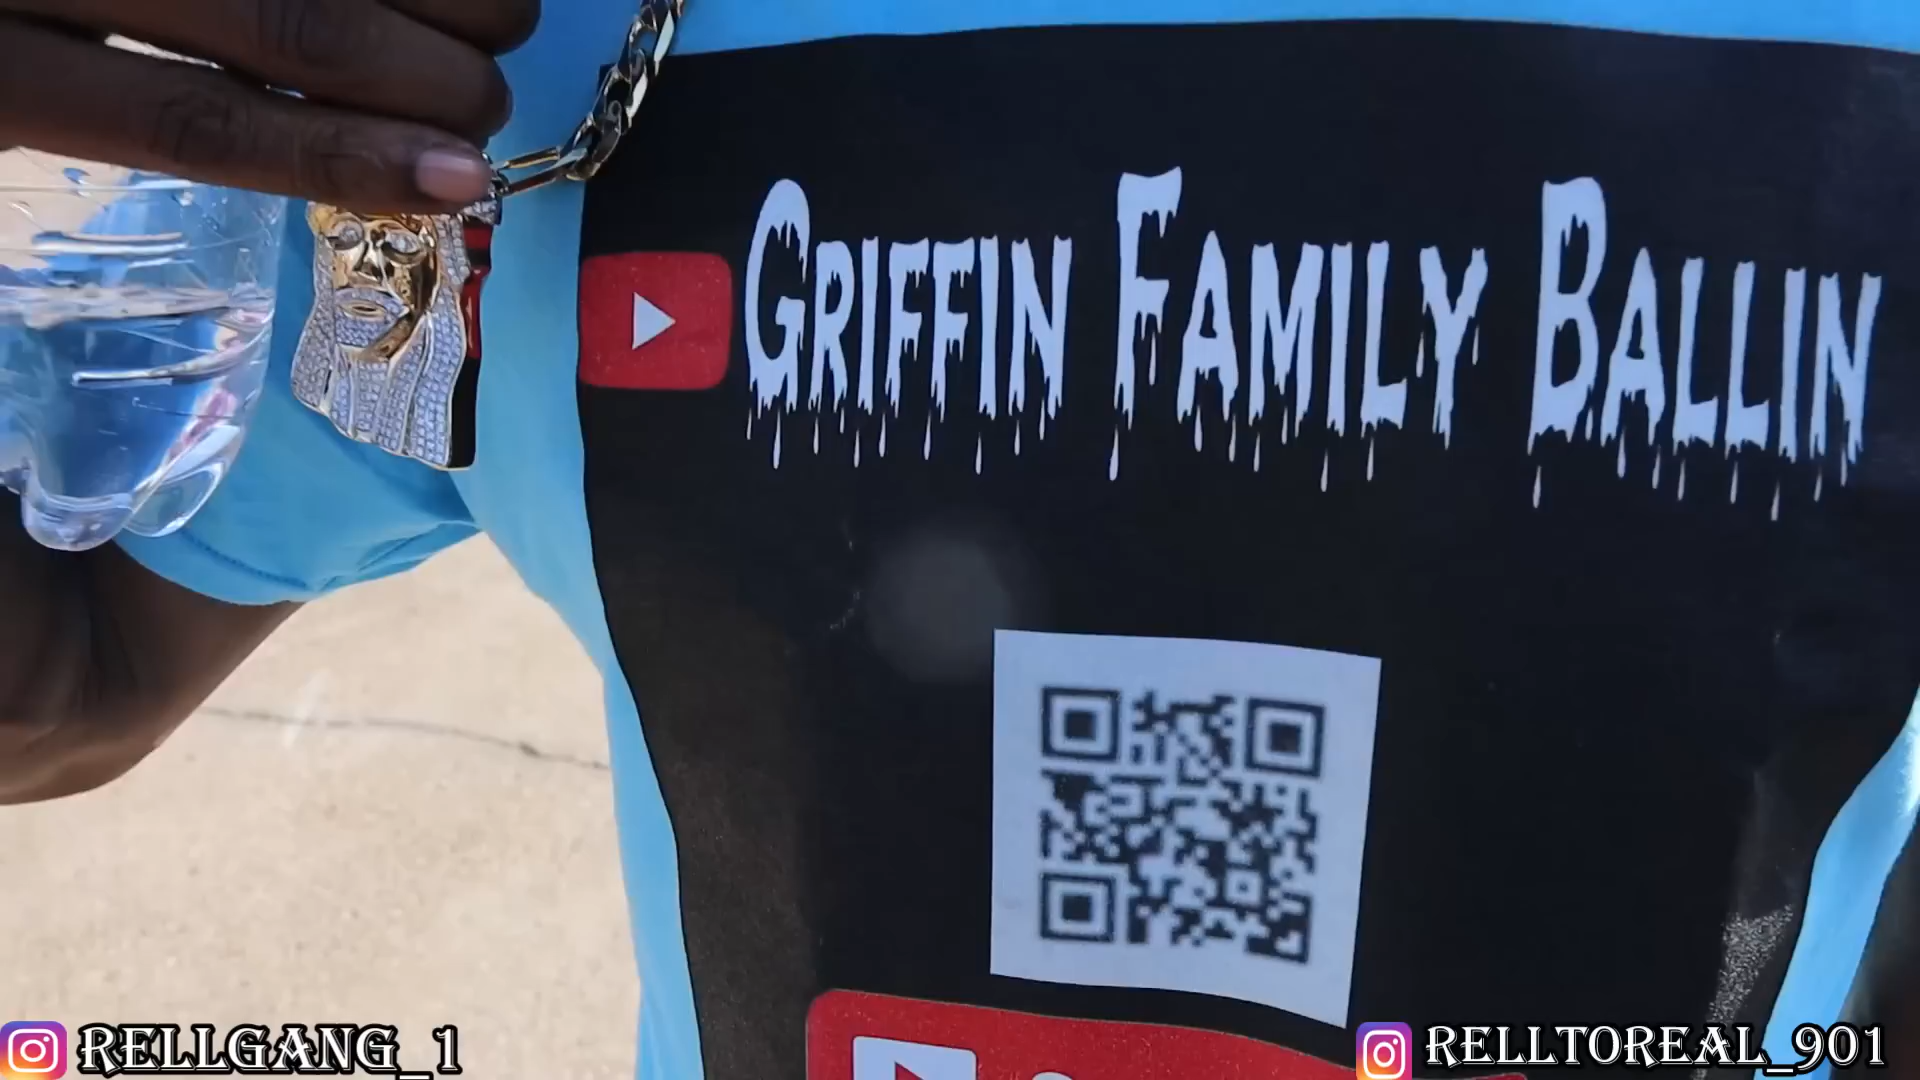 GRIFFIN FAMILY BALLIN
RELLGANG_1
RELLTOREAL_901